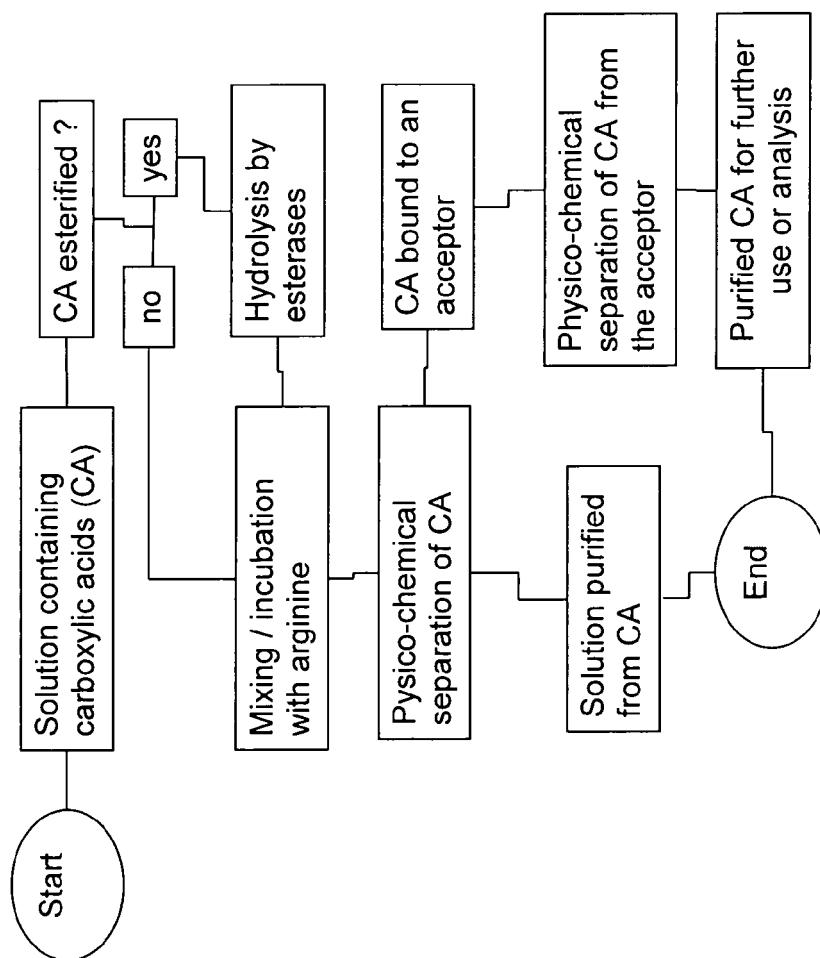 Start
Solution containing
carboxylic acids (CA)
CA esterified ?
no
yes
Mixing / incubation
with arginine
Hydrolysis by
esterases
Pysico-chemical
separation of CA
CA bound to an
acceptor
Solution purified
from CA
Physico-chemical
separation of CA from
the acceptor
End
Purified CA for further
use or analysis